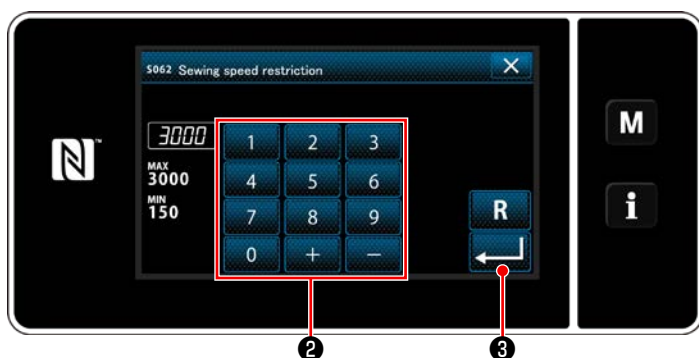 S062 Sewing speed restriction
3000
1 2 3
MAX
3000
4 5 6
MIN
150
7 8 9
R
0 + −
M
i
N
❷ ❸